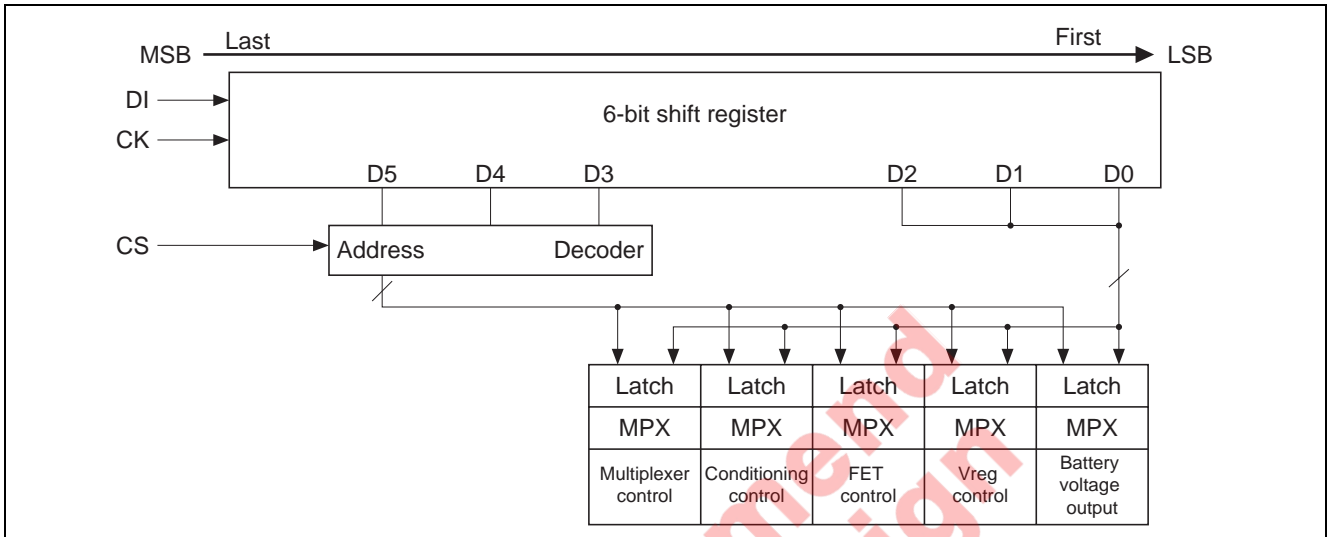 Last First
MSB LSB
DI
6-bit shift register
CK
D5 D4 D3 D2 D1 D0
CS
Address Decoder
Latch Latch Latch Latch Latch
MPX MPX MPX MPX MPX
Multiplexer control Conditioning control FET control Vreg control Battery voltage output
mend
ign